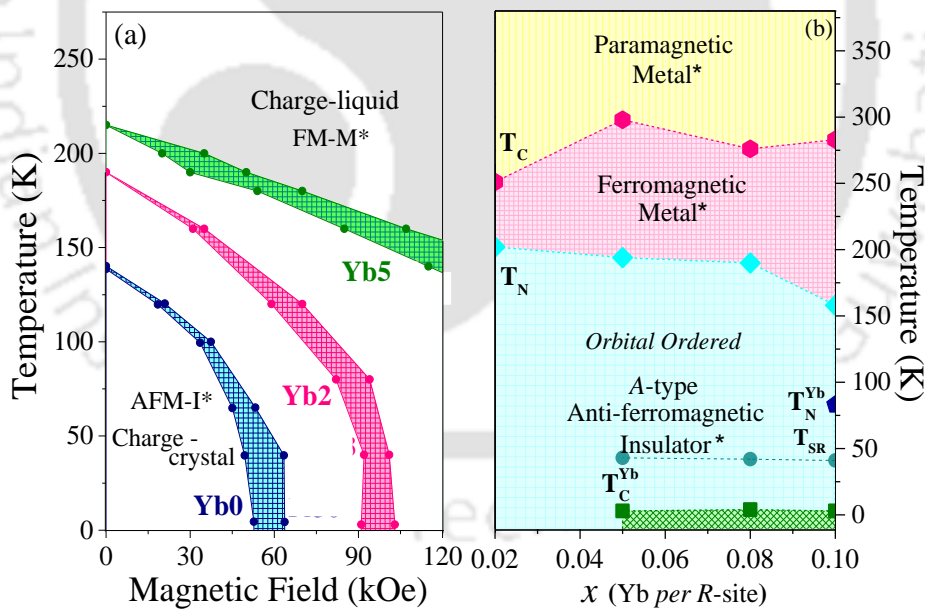 (a)
250
200
150
100
50
0
Temperature (K)
0
30
60
90
120
Magnetic Field (kOe)
Charge-liquid
FM-M*
Yb5
Yb2
AFM-I*
Charge -
crystal
Yb0
(b)
Paramagnetic
Metal*
T_C
Ferromagnetic
Metal*
T_N
Orbital Ordered
A-type
Anti-ferromagnetic
Insulator*
T_N^Yb
T_SR
T_C^Yb
350
300
250
200
150
100
50
0
Temperature (K)
0.02
0.04
0.06
0.08
0.10
x (Yb per R-site)